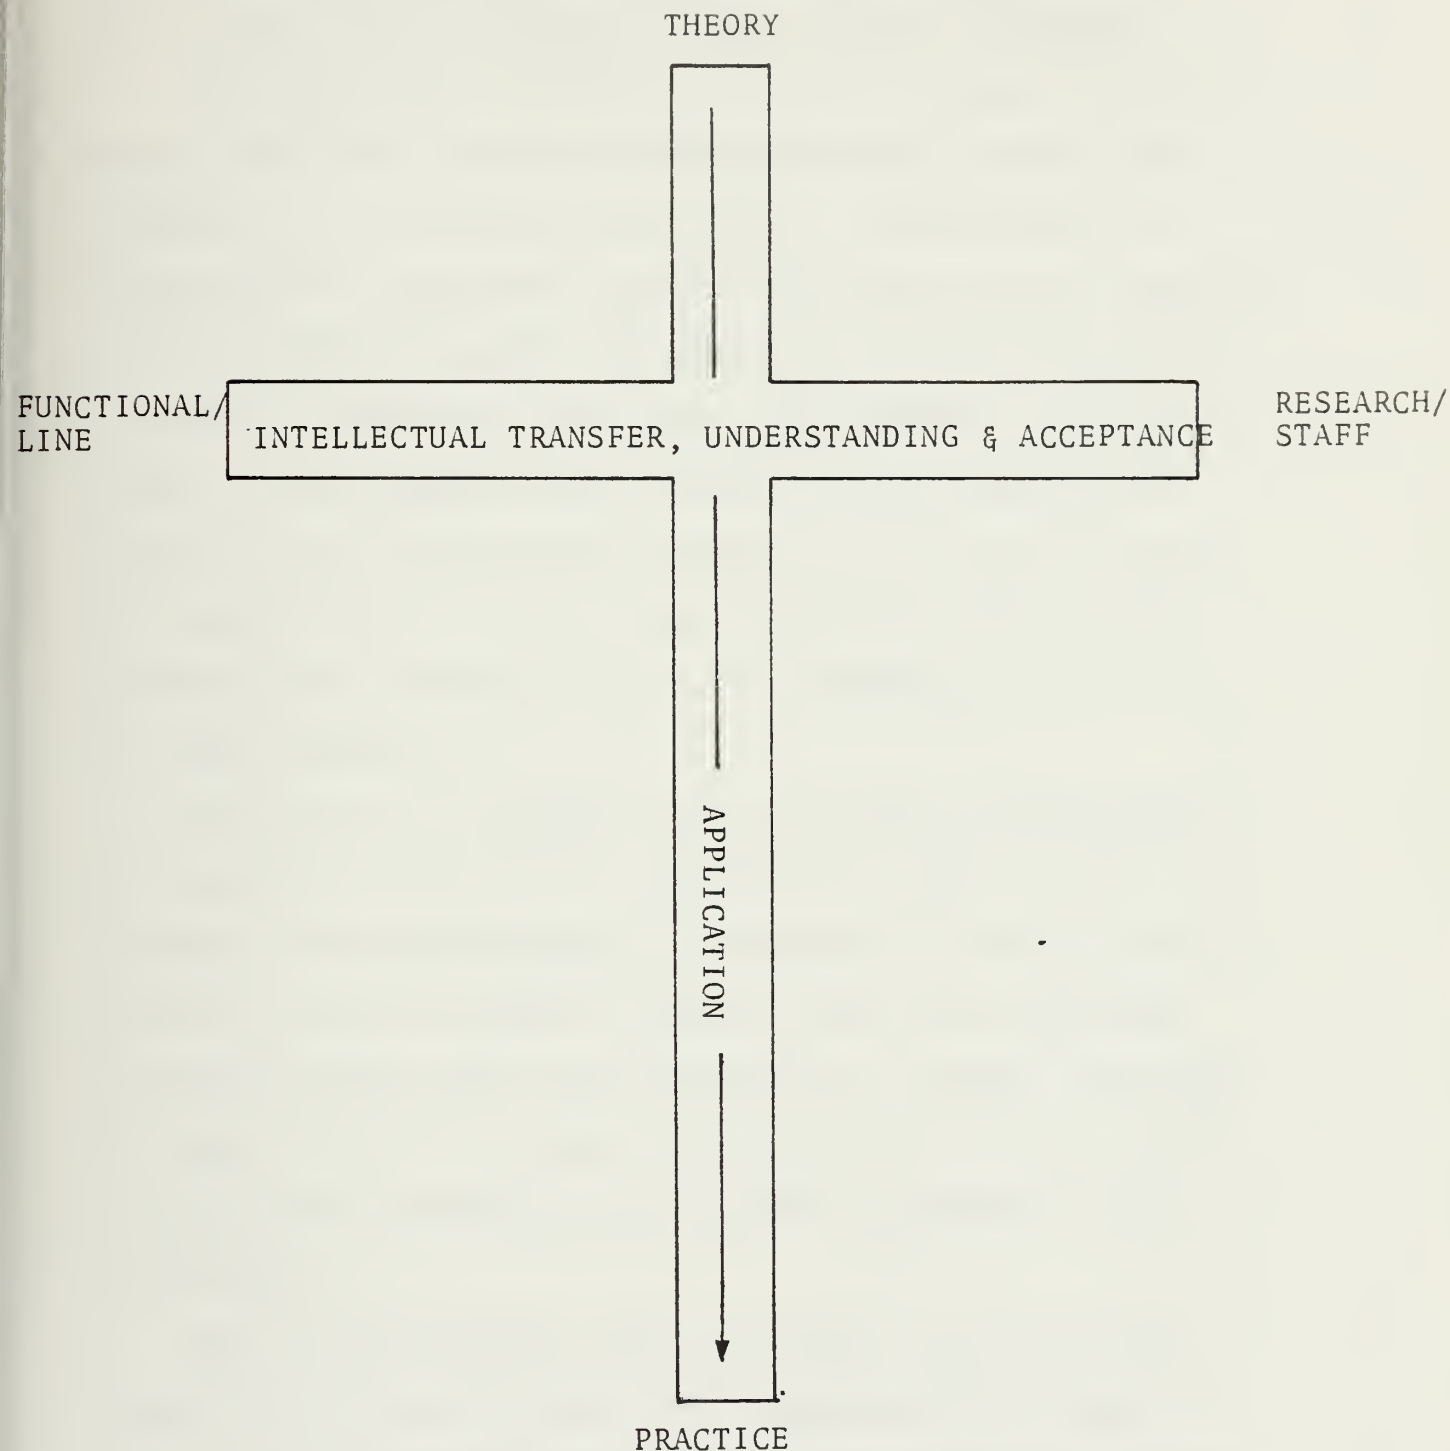 THEORY
FUNCTIONAL/
LINE
INTELLECTUAL TRANSFER, UNDERSTANDING & ACCEPTANCE
RESEARCH/
STAFF
APPLICATION
PRACTICE